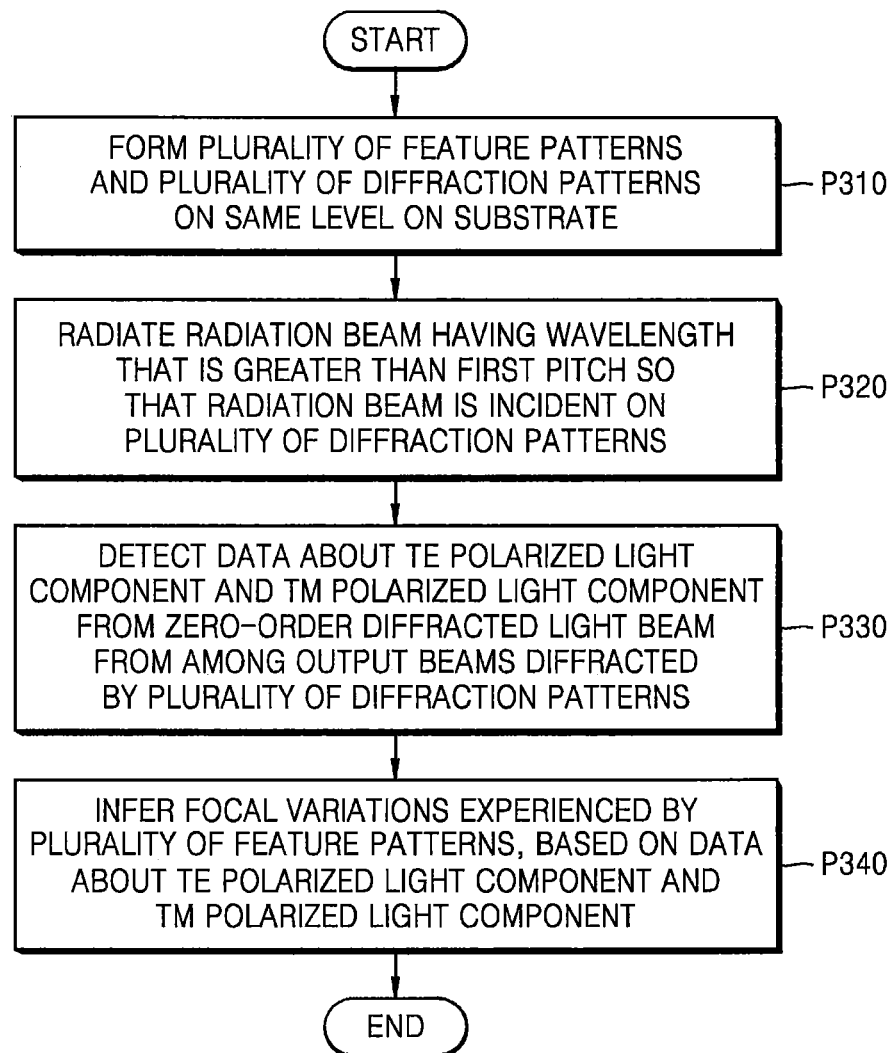 START
FORM PLURALITY OF FEATURE PATTERNS
AND PLURALITY OF DIFFRACTION PATTERNS
ON SAME LEVEL ON SUBSTRATE
P310
RADIATE RADIATION BEAM HAVING WAVELENGTH
THAT IS GREATER THAN FIRST PITCH SO
THAT RADIATION BEAM IS INCIDENT ON
PLURALITY OF DIFFRACTION PATTERNS
P320
DETECT DATA ABOUT TE POLARIZED LIGHT
COMPONENT AND TM POLARIZED LIGHT COMPONENT
FROM ZERO-ORDER DIFFRACTED LIGHT BEAM
FROM AMONG OUTPUT BEAMS DIFFRACTED
BY PLURALITY OF DIFFRACTION PATTERNS
P330
INFER FOCAL VARIATIONS EXPERIENCED BY
PLURALITY OF FEATURE PATTERNS, BASED ON DATA
ABOUT TE POLARIZED LIGHT COMPONENT AND
TM POLARIZED LIGHT COMPONENT
P340
END